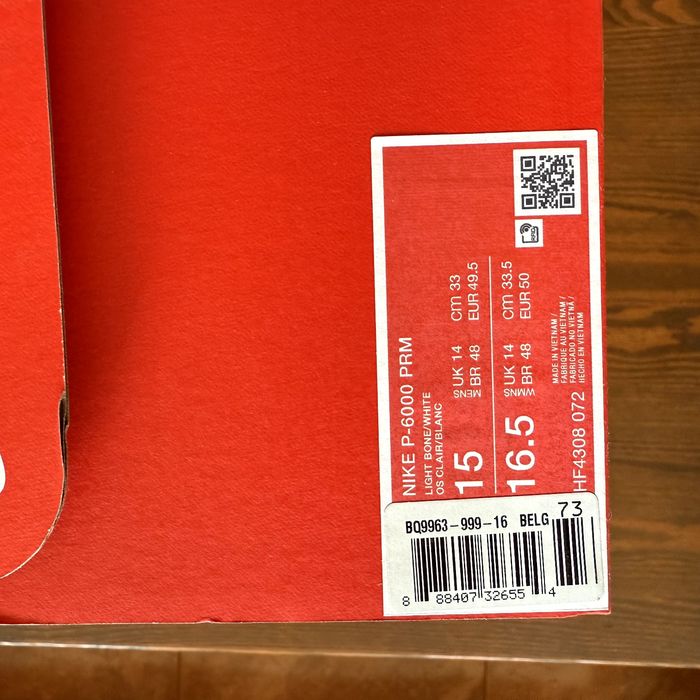 NIKE P-6000 PRM
LIGHT BONE/WHITE
OS CLAIR/BLANC
15
MENS
UK 14 cm 33
BR 48 EUR 49.5
16.5
WMNS
UK 14 cm 33.5
BR 48 EUR 50
MADE IN VIETNAM /
FABRIQUE AU VIETNAM /
FABRICADO NO VIETNÃ /
HECHO EN VIETNAM
HF4308 072
RFID
BQ9963-999-16 BELG
73
8 88407 32655 4